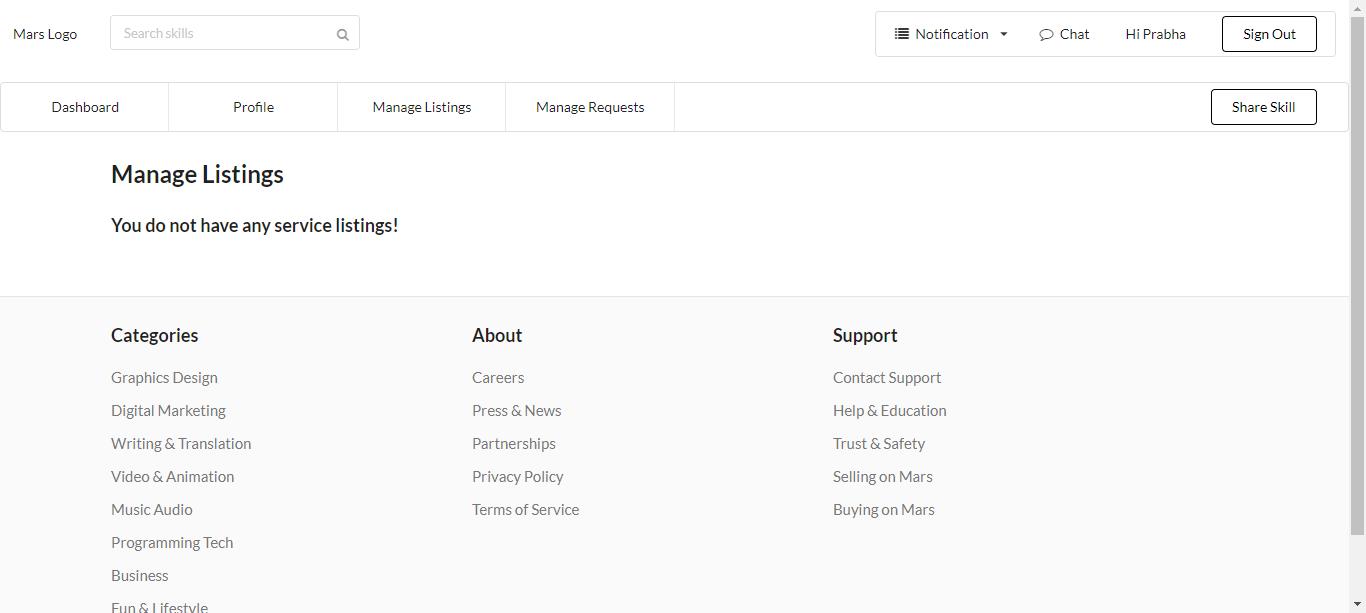 Mars Logo
Search skills
Notification
Chat
Hi Prabha
Sign Out
Dashboard
Profile
Manage Listings
Manage Requests
Share Skill
Manage Listings
You do not have any service listings!
Categories
Graphics Design
Digital Marketing
Writing & Translation
Video & Animation
Music Audio
Programming Tech
Business
Fun & Lifestyle
About
Careers
Press & News
Partnerships
Privacy Policy
Terms of Service
Support
Contact Support
Help & Education
Trust & Safety
Selling on Mars
Buying on Mars